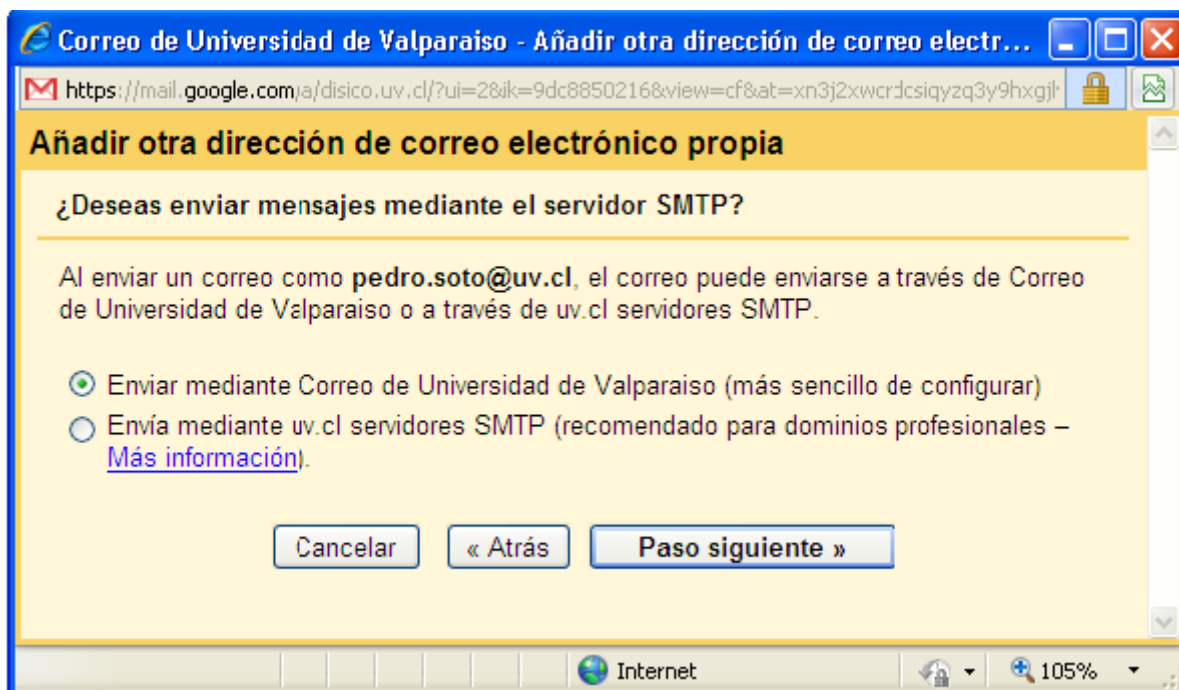 Correo de Universidad de Valparaiso - Añadir otra dirección de correo electr...
https://mail.google.com/a/disico.uv.cl/?ui=2&ik=9dc8850216&view=cf&at=xn3j2xwcrdcsiqyzq3y9hxgjl
Añadir otra dirección de correo electrónico propia
¿Deseas enviar mensajes mediante el servidor SMTP?
Al enviar un correo como pedro.soto@uv.cl, el correo puede enviarse a través de Correo
de Universidad de Valparaiso o a través de uv.cl servidores SMTP.
Enviar mediante Correo de Universidad de Valparaiso (más sencillo de configurar)
Envía mediante uv.cl servidores SMTP (recomendado para dominios profesionales –
Más información).
Cancelar « Atrás Paso siguiente »
Internet 105%